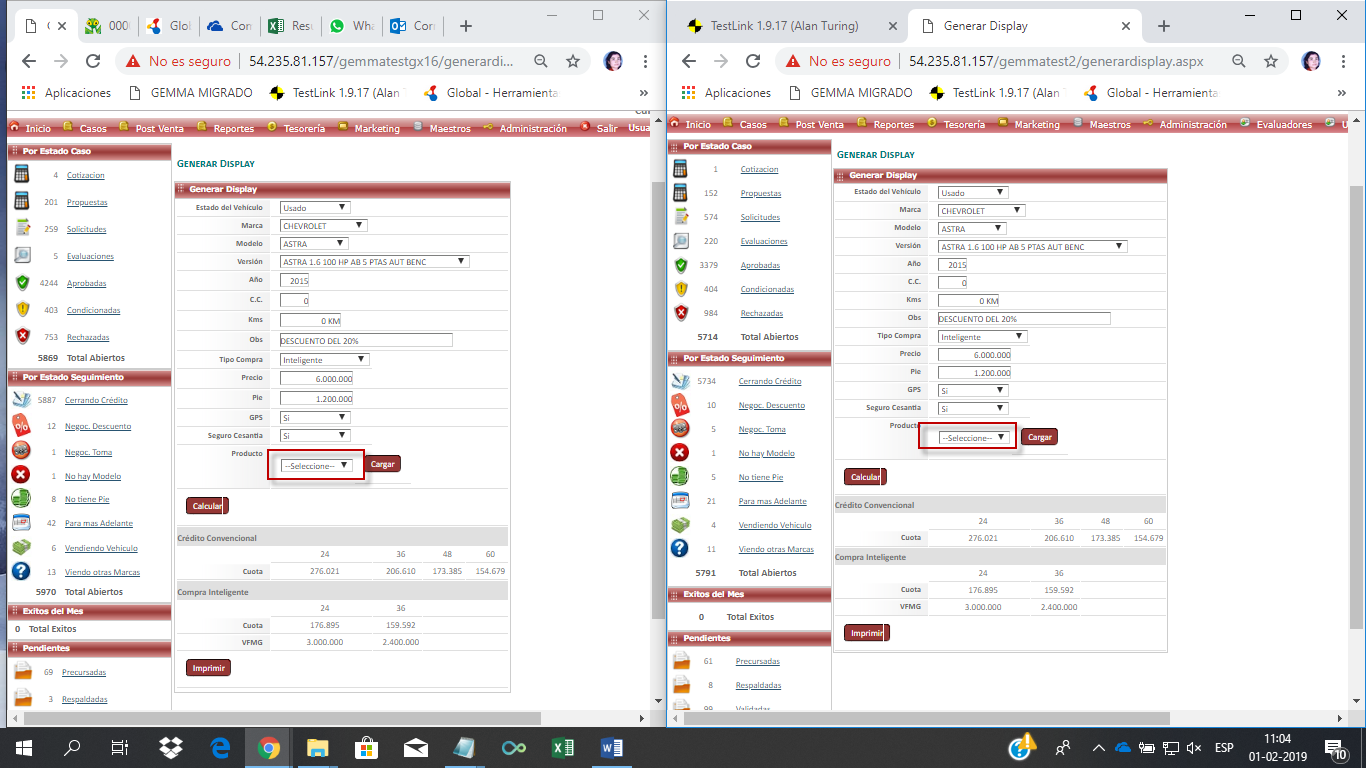 000
Glo
Con
Resu
Wha
Cor
No es seguro
54.235.81.157/gemmatestgx16/generardi...
Aplicaciones
GEMMA MIGRADO
TestLink 1.9.17 (Alan
Global - Herramienta
»
Inicio
Casos
Post Venta
Reportes
Tesorería
Marketing
Maestros
Administración
Salir
Usua
Por Estado Caso
4 Cotizacion
201 Propuestas
259 Solicitudes
5 Evaluaciones
4244 Aprobadas
403 Condicionadas
753 Rechazadas
5869 Total Abiertos
Por Estado Seguimiento
5887 Cerrando Crédito
12 Negoc. Descuento
1 Negoc. Toma
1 No hay Modelo
8 No tiene Pie
42 Para mas Adelante
6 Vendiendo Vehículo
13 Viendo otras Marcas
5970 Total Abiertos
Exitos del Mes
0 Total Exitos
Pendientes
69 Precursadas
3 Respaldadas
GENERAR DISPLAY
Generar Display
Estado del Vehículo Usado
Marca CHEVROLET
Modelo ASTRA
Versión ASTRA 1.6 100 HP AB 5 PTAS AUT BENC
Año 2015
C.C. 0
Kms 0 KM
Obs DESCUENTO DEL 20%
Tipo Compra Inteligente
Precio 6.000.000
Pie 1.200.000
GPS Si
Seguro Cesantia Si
Producto --Seleccione-- Cargar
Calcular
Crédito Convencional
24 36 48 60
Cuota 276.021 206.610 173.385 154.679
Compra Inteligente
24 36
Cuota 176.895 159.592
VFMG 3.000.000 2.400.000
Imprimir
TestLink 1.9.17 (Alan Turing)
Generar Display
No es seguro
54.235.81.157/gemmatest2/generardisplay.aspx
Aplicaciones
GEMMA MIGRADO
TestLink 1.9.17 (Alan
Global - Herramienta
»
Inicio
Casos
Post Venta
Reportes
Tesorería
Marketing
Maestros
Administración
Evaluadores
U
Por Estado Caso
1 Cotizacion
152 Propuestas
574 Solicitudes
220 Evaluaciones
3379 Aprobadas
404 Condicionadas
984 Rechazadas
5714 Total Abiertos
Por Estado Seguimiento
5734 Cerrando Crédito
10 Negoc. Descuento
5 Negoc. Toma
1 No hay Modelo
5 No tiene Pie
21 Para mas Adelante
4 Vendiendo Vehículo
11 Viendo otras Marcas
5791 Total Abiertos
Exitos del Mes
0 Total Exitos
Pendientes
61 Precursadas
8 Respaldadas
99 Validadas
GENERAR DISPLAY
Generar Display
Estado del Vehículo Usado
Marca CHEVROLET
Modelo ASTRA
Versión ASTRA 1.6 100 HP AB 5 PTAS AUT BENC
Año 2015
C.C. 0
Kms 0 KM
Obs DESCUENTO DEL 20%
Tipo Compra Inteligente
Precio 6.000.000
Pie 1.200.000
GPS Si
Seguro Cesantia Si
Producto --Seleccione-- Cargar
Calcular
Crédito Convencional
24 36 48 60
Cuota 276.021 206.610 173.385 154.679
Compra Inteligente
24 36
Cuota 176.895 159.592
VFMG 3.000.000 2.400.000
Imprimir
ESP
11:04
01-02-2019
10